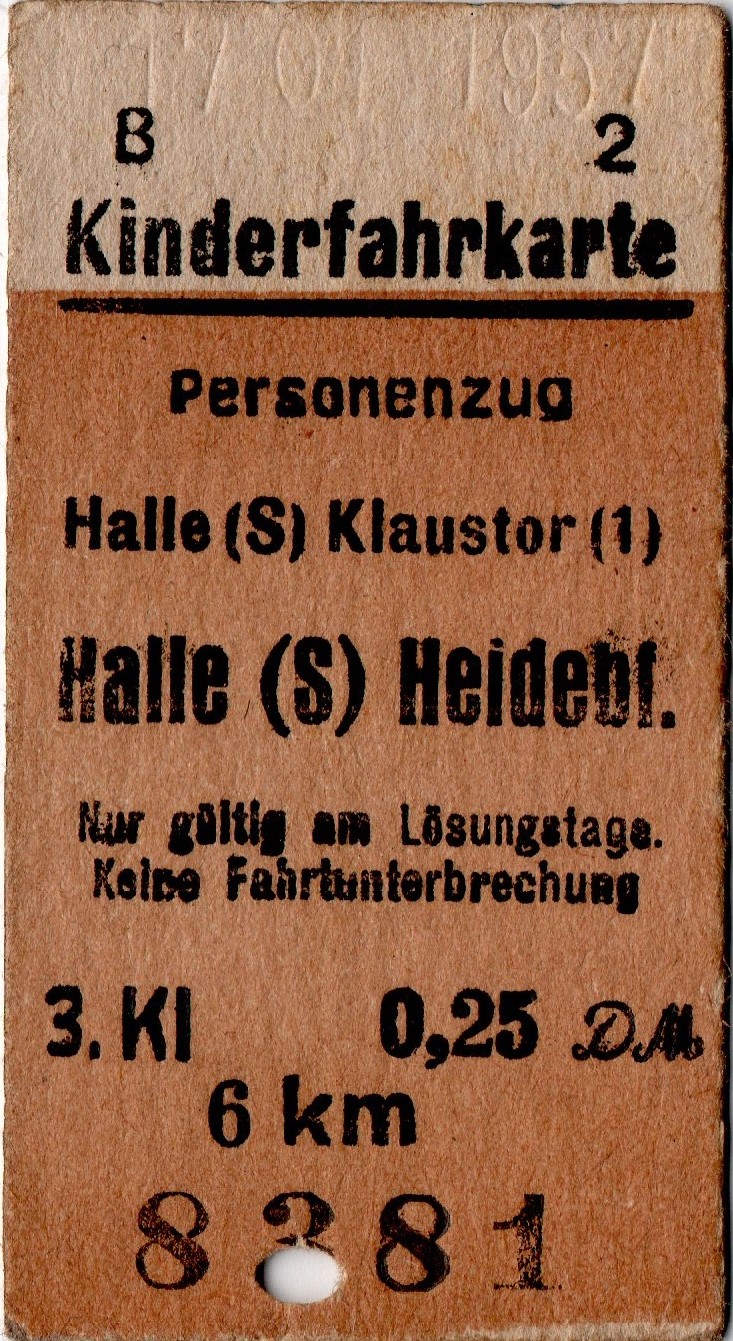 17 01 1957
B 2
Kinderfahrkarte
Personenzug
Halle (S) Klaustor (1)
Halle (S) Heidebf.
Nur gültig am Lösungstage.
Keine Fahrtunterbrechung
3. Kl 0,25 DM
6 km